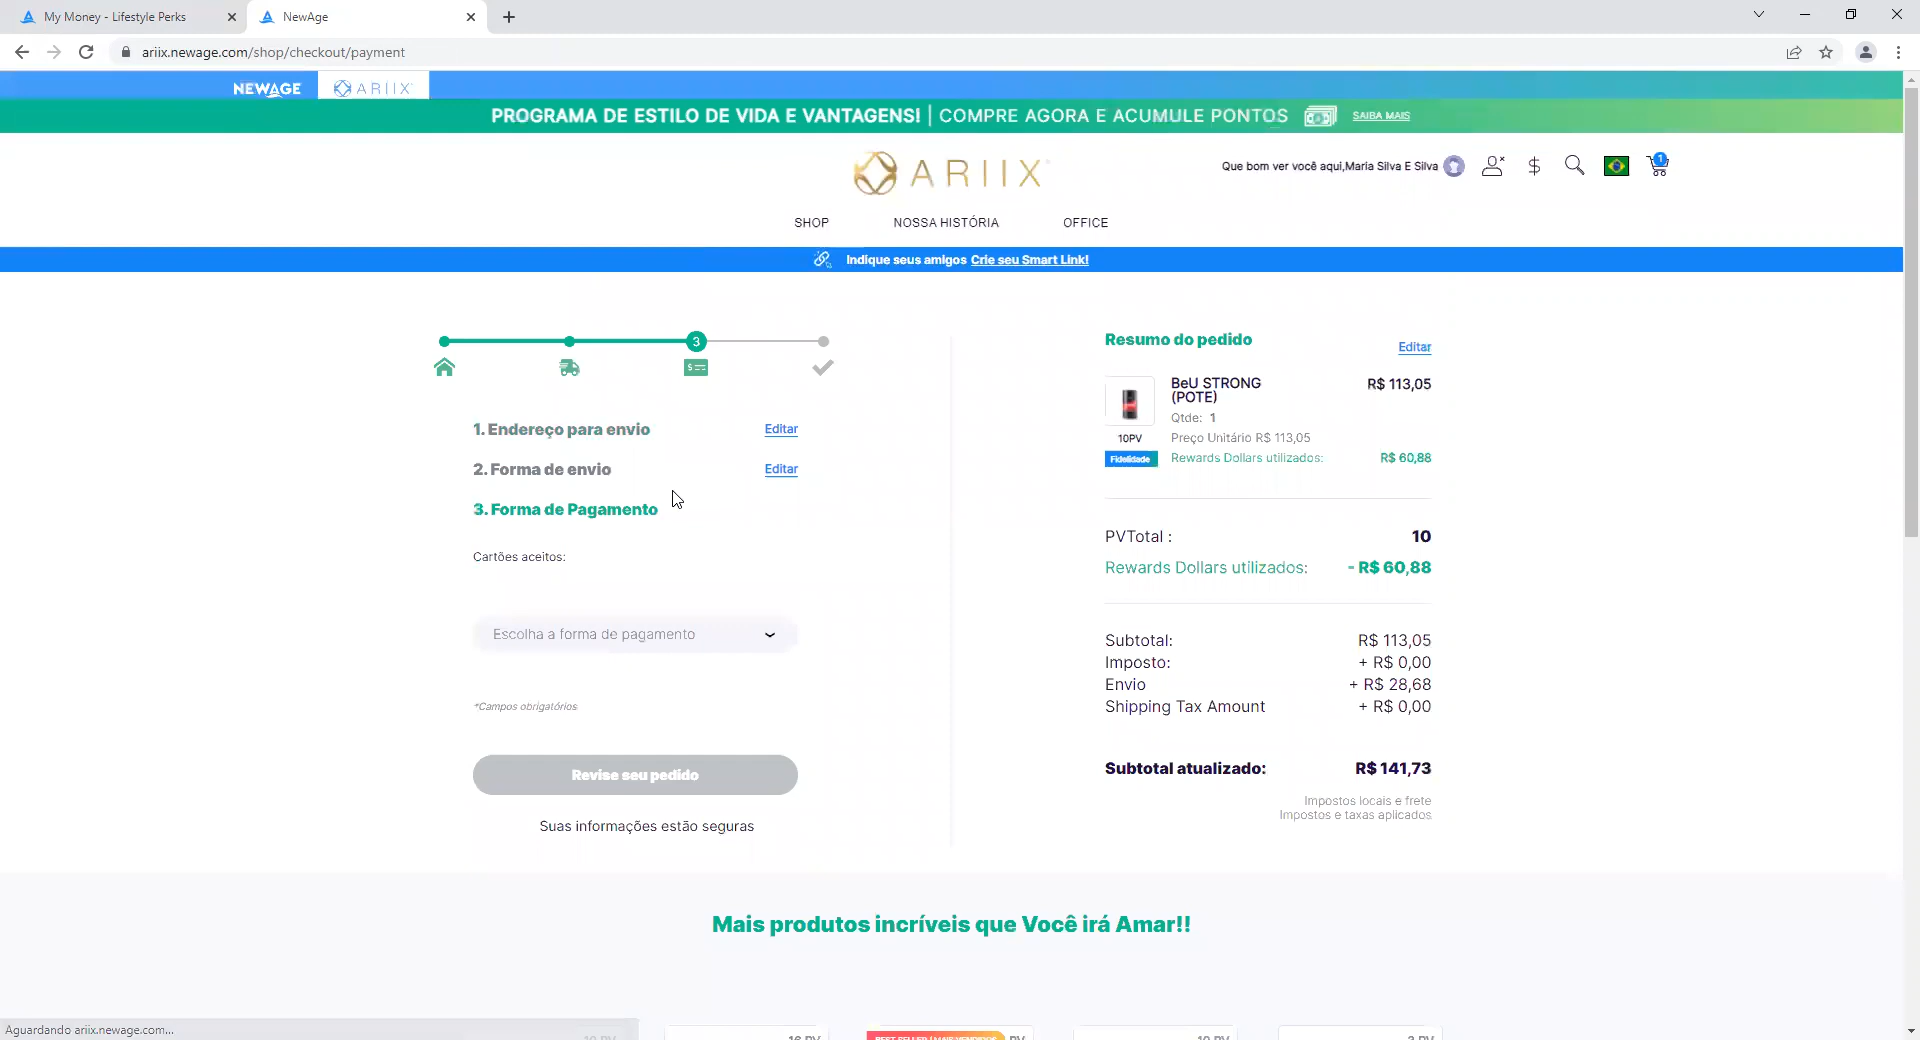 My Money - Lifestyle Perks
NewAge
ariix.newage.com/shop/checkout/payment
NEWAGE
ARIIX
PROGRAMA DE ESTILO DE VIDA E VANTAGENS! | COMPRE AGORA E ACUMULE PONTOS
SAIBA MAIS
ARIIX
Que bom ver você aqui,Maria Silva E Silva
1
SHOP
NOSSA HISTÓRIA
OFFICE
Indique seus amigos Crie seu Smart Link!
3
1. Endereço para envio
Editar
2. Forma de envio
Editar
3. Forma de Pagamento
Cartões aceitos:
Escolha a forma de pagamento
*Campos obrigatórios
Revise seu pedido
Suas informações estão seguras
Resumo do pedido
Editar
BeU STRONG
(POTE)
R$ 113,05
Qtde: 1
10PV
Preço Unitário R$ 113,05
Fidelidade
Rewards Dollars utilizados:
R$ 60,88
PVTotal :
10
Rewards Dollars utilizados:
- R$ 60,88
Subtotal:
R$ 113,05
Imposto:
+ R$ 0,00
Envio
+ R$ 28,68
Shipping Tax Amount
+ R$ 0,00
Subtotal atualizado:
R$ 141,73
Impostos locais e frete
Impostos e taxas aplicados
Mais produtos incríveis que Você irá Amar!!
Aguardando ariix.newage.com...